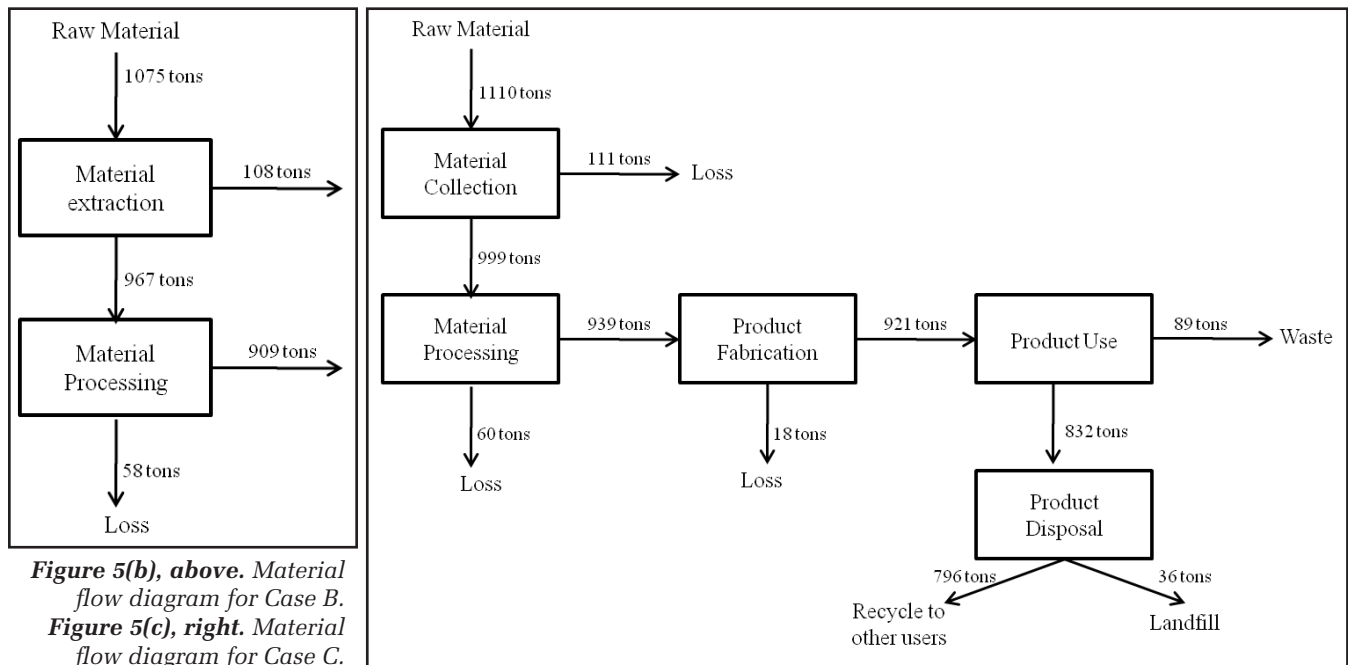 Raw Material
1075 tons
Material
extraction
108 tons
967 tons
Material
Processing
909 tons
58 tons
Loss
Figure 5(b), above. Material
flow diagram for Case B.
Figure 5(c), right. Material
flow diagram for Case C.
Raw Material
1110 tons
Material
Collection
111 tons
Loss
999 tons
Material
Processing
939 tons
Product
Fabrication
921 tons
Product Use
89 tons
Waste
60 tons
Loss
18 tons
Loss
832 tons
Product
Disposal
796 tons
36 tons
Recycle to
other users
Landfill